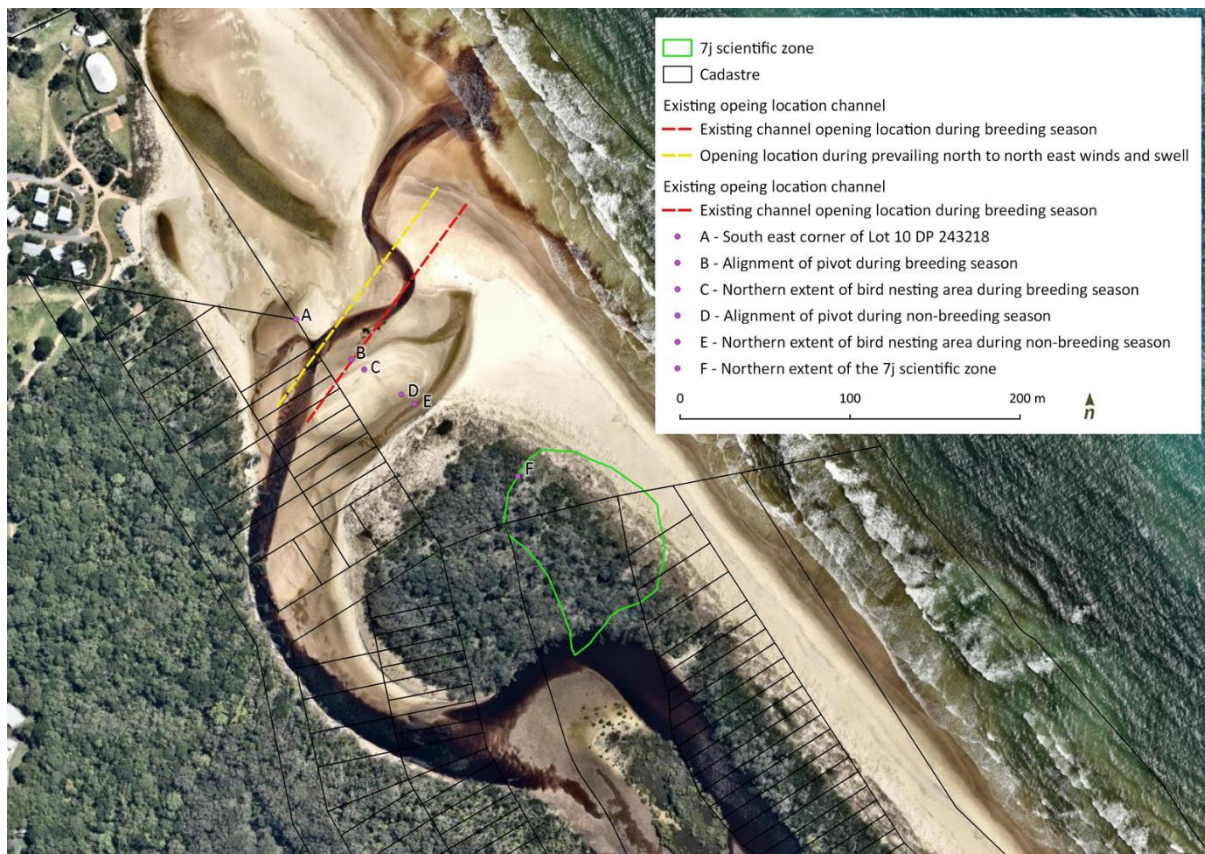 7j scientific zone
Cadastre
Existing opeing location channel
Existing channel opening location during breeding season
Opening location during prevailing north to north east winds and swell
Existing opeing location channel
Existing channel opening location during breeding season
A - South east corner of Lot 10 DP 243218
B - Alignment of pivot during breeding season
C - Northern extent of bird nesting area during breeding season
D - Alignment of pivot during non-breeding season
E - Northern extent of bird nesting area during non-breeding season
F - Northern extent of the 7j scientific zone
0 100 200 m
n
A
B
C
D
E
F